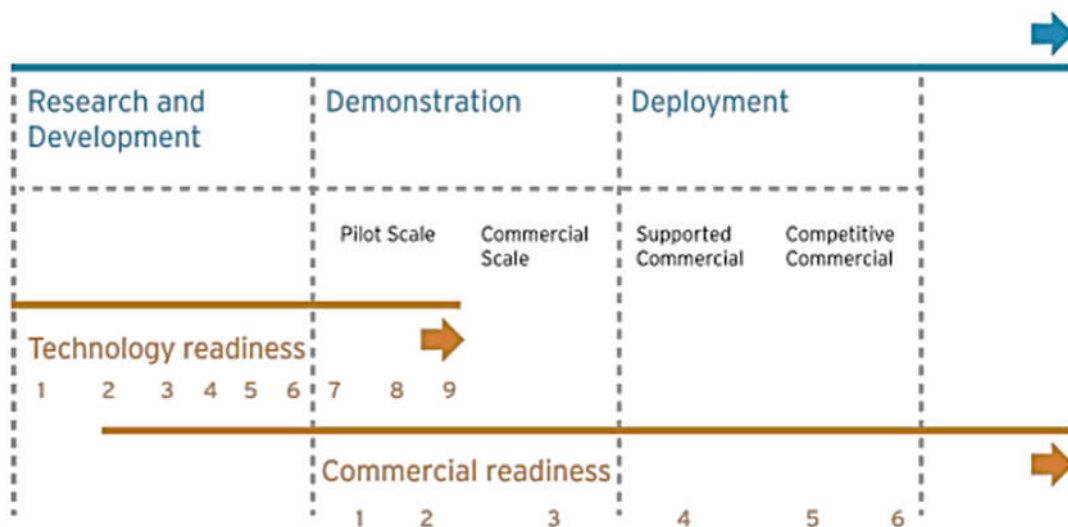 Research and
Development
Demonstration
Deployment
Pilot Scale
Commercial
Scale
Supported
Commercial
Competitive
Commercial
Technology readiness
1 2 3 4 5 6 7 8 9
Commercial readiness
1 2 3 4 5 6